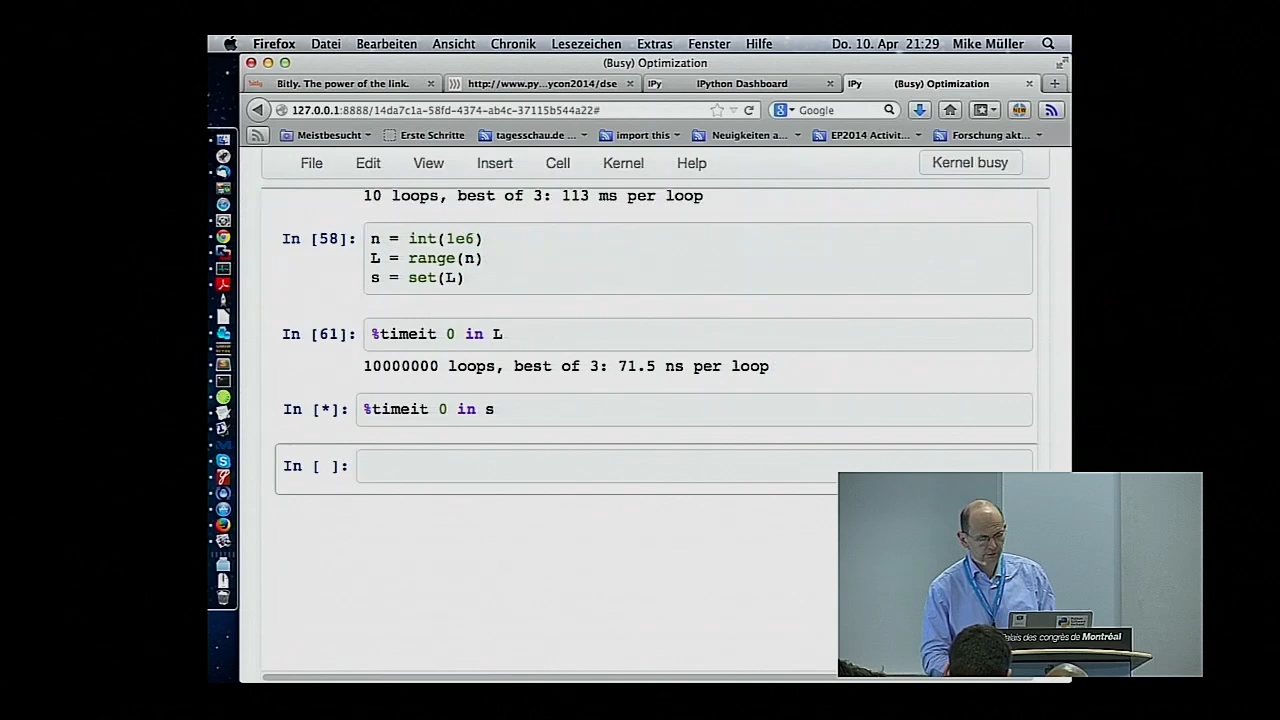 Firefox Datei Bearbeiten Ansicht Chronik Lesezeichen Extras Fenster Hilfe Do. 10. Apr 21:29 Mike Müller
(Busy) Optimization
bitly Bitly. The power of the link. × http://www.py...ycon2014/dse × IPy IPython Dashboard × IPy (Busy) Optimization ×
127.0.0.1:8888/14da7c1a-58fd-4374-ab4c-37115b544a22# Google
Meistbesucht Erste Schritte tagesschau.de ... import this Neuigkeiten a... EP2014 Activit... Forschung akt...
File Edit View Insert Cell Kernel Help Kernel busy
10 loops, best of 3: 113 ms per loop
In [58]: n = int(1e6)
L = range(n)
s = set(L)
In [61]: %timeit 0 in L
10000000 loops, best of 3: 71.5 ns per loop
In [*]: %timeit 0 in s
In [ ]:
alais des congrès de Montréal